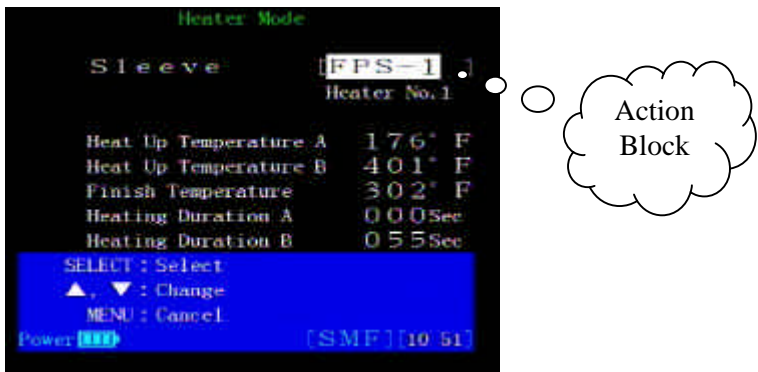 Heater Mode
Sleeve [FPS-1 ]
Heater No.1
Action
Block
Heat Up Temperature A 176° F
Heat Up Temperature B 401° F
Finish Temperature 302° F
Heating Duration A 000Sec
Heating Duration B 055Sec
SELECT : Select
▲, ▼ : Change
MENU : Cancel
Power [SMF][10 51]